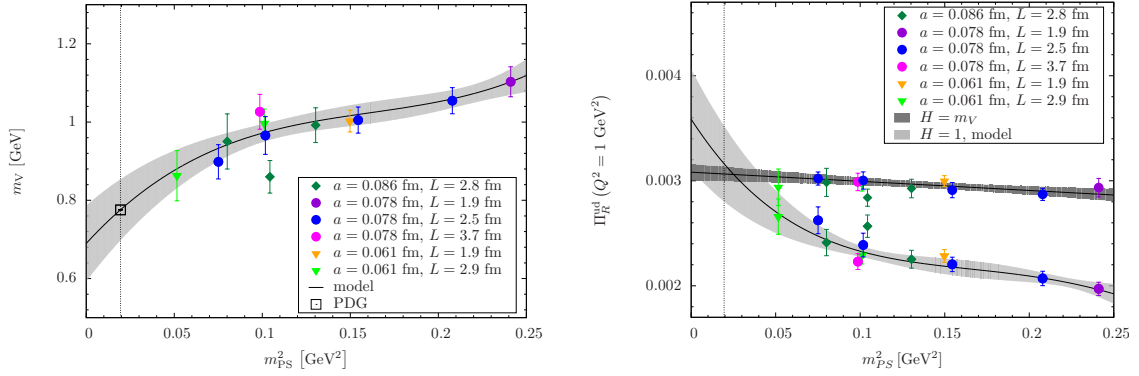 1.2
1
0.8
0.6
m_V [GeV]
0
0.05
0.1
0.15
0.2
0.25
m²_PS [GeV²]
a = 0.086 fm, L = 2.8 fm
a = 0.078 fm, L = 1.9 fm
a = 0.078 fm, L = 2.5 fm
a = 0.078 fm, L = 3.7 fm
a = 0.061 fm, L = 1.9 fm
a = 0.061 fm, L = 2.9 fm
model
PDG
0.004
0.003
0.002
Π_R^ud (Q² = 1 GeV²)
0
0.05
0.1
0.15
0.2
0.25
m²_PS [GeV²]
a = 0.086 fm, L = 2.8 fm
a = 0.078 fm, L = 1.9 fm
a = 0.078 fm, L = 2.5 fm
a = 0.078 fm, L = 3.7 fm
a = 0.061 fm, L = 1.9 fm
a = 0.061 fm, L = 2.9 fm
H = m_V
H = 1, model